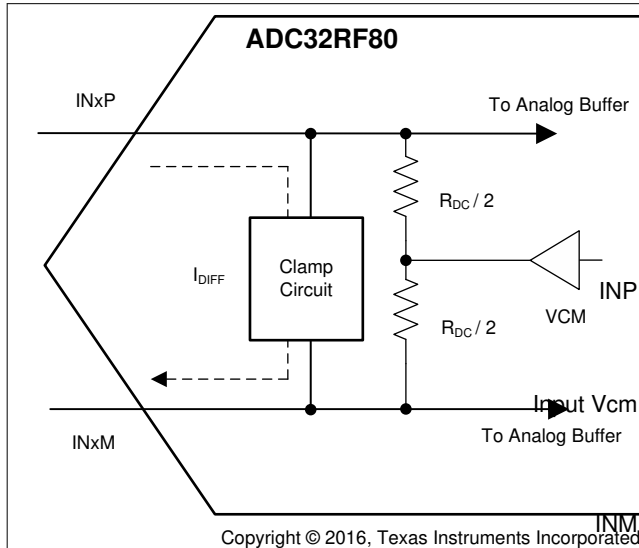 ADC32RF80
INxP
To Analog Buffer
R_DC / 2
I_DIFF
Clamp
Circuit
INP
VCM
R_DC / 2
Input Vcm
INxM
To Analog Buffer
INM
Copyright © 2016, Texas Instruments Incorporated